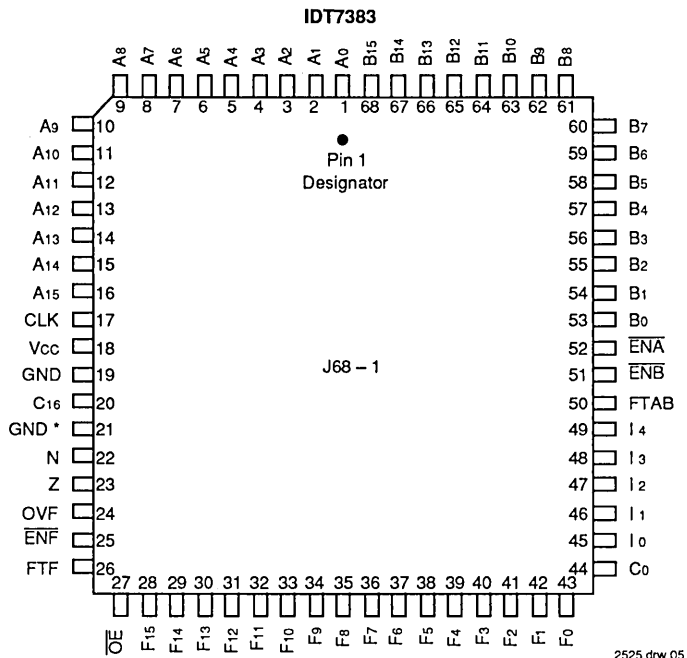 IDT7383
A8 A7 A6 A5 A4 A3 A2 A1 A0 B15 B14 B13 B12 B11 B10 B9 B8
9 8 7 6 5 4 3 2 1 68 67 66 65 64 63 62 61
A9 10 60 B7
A10 11 59 B6
A11 12 58 B5
A12 13 57 B4
A13 14 56 B3
A14 15 55 B2
A15 16 54 B1
CLK 17 53 B0
Vcc 18 52 E̅N̅A̅
GND 19 51 E̅N̅B̅
C16 20 50 FTAB
GND * 21 49 I4
N 22 48 I3
Z 23 47 I2
OVF 24 46 I1
E̅N̅F̅ 25 45 I0
FTF 26 44 C0
Pin 1
Designator
J68 – 1
27 28 29 30 31 32 33 34 35 36 37 38 39 40 41 42 43
O̅E̅ F15 F14 F13 F12 F11 F10 F9 F8 F7 F6 F5 F4 F3 F2 F1 F0
2525 drw 05